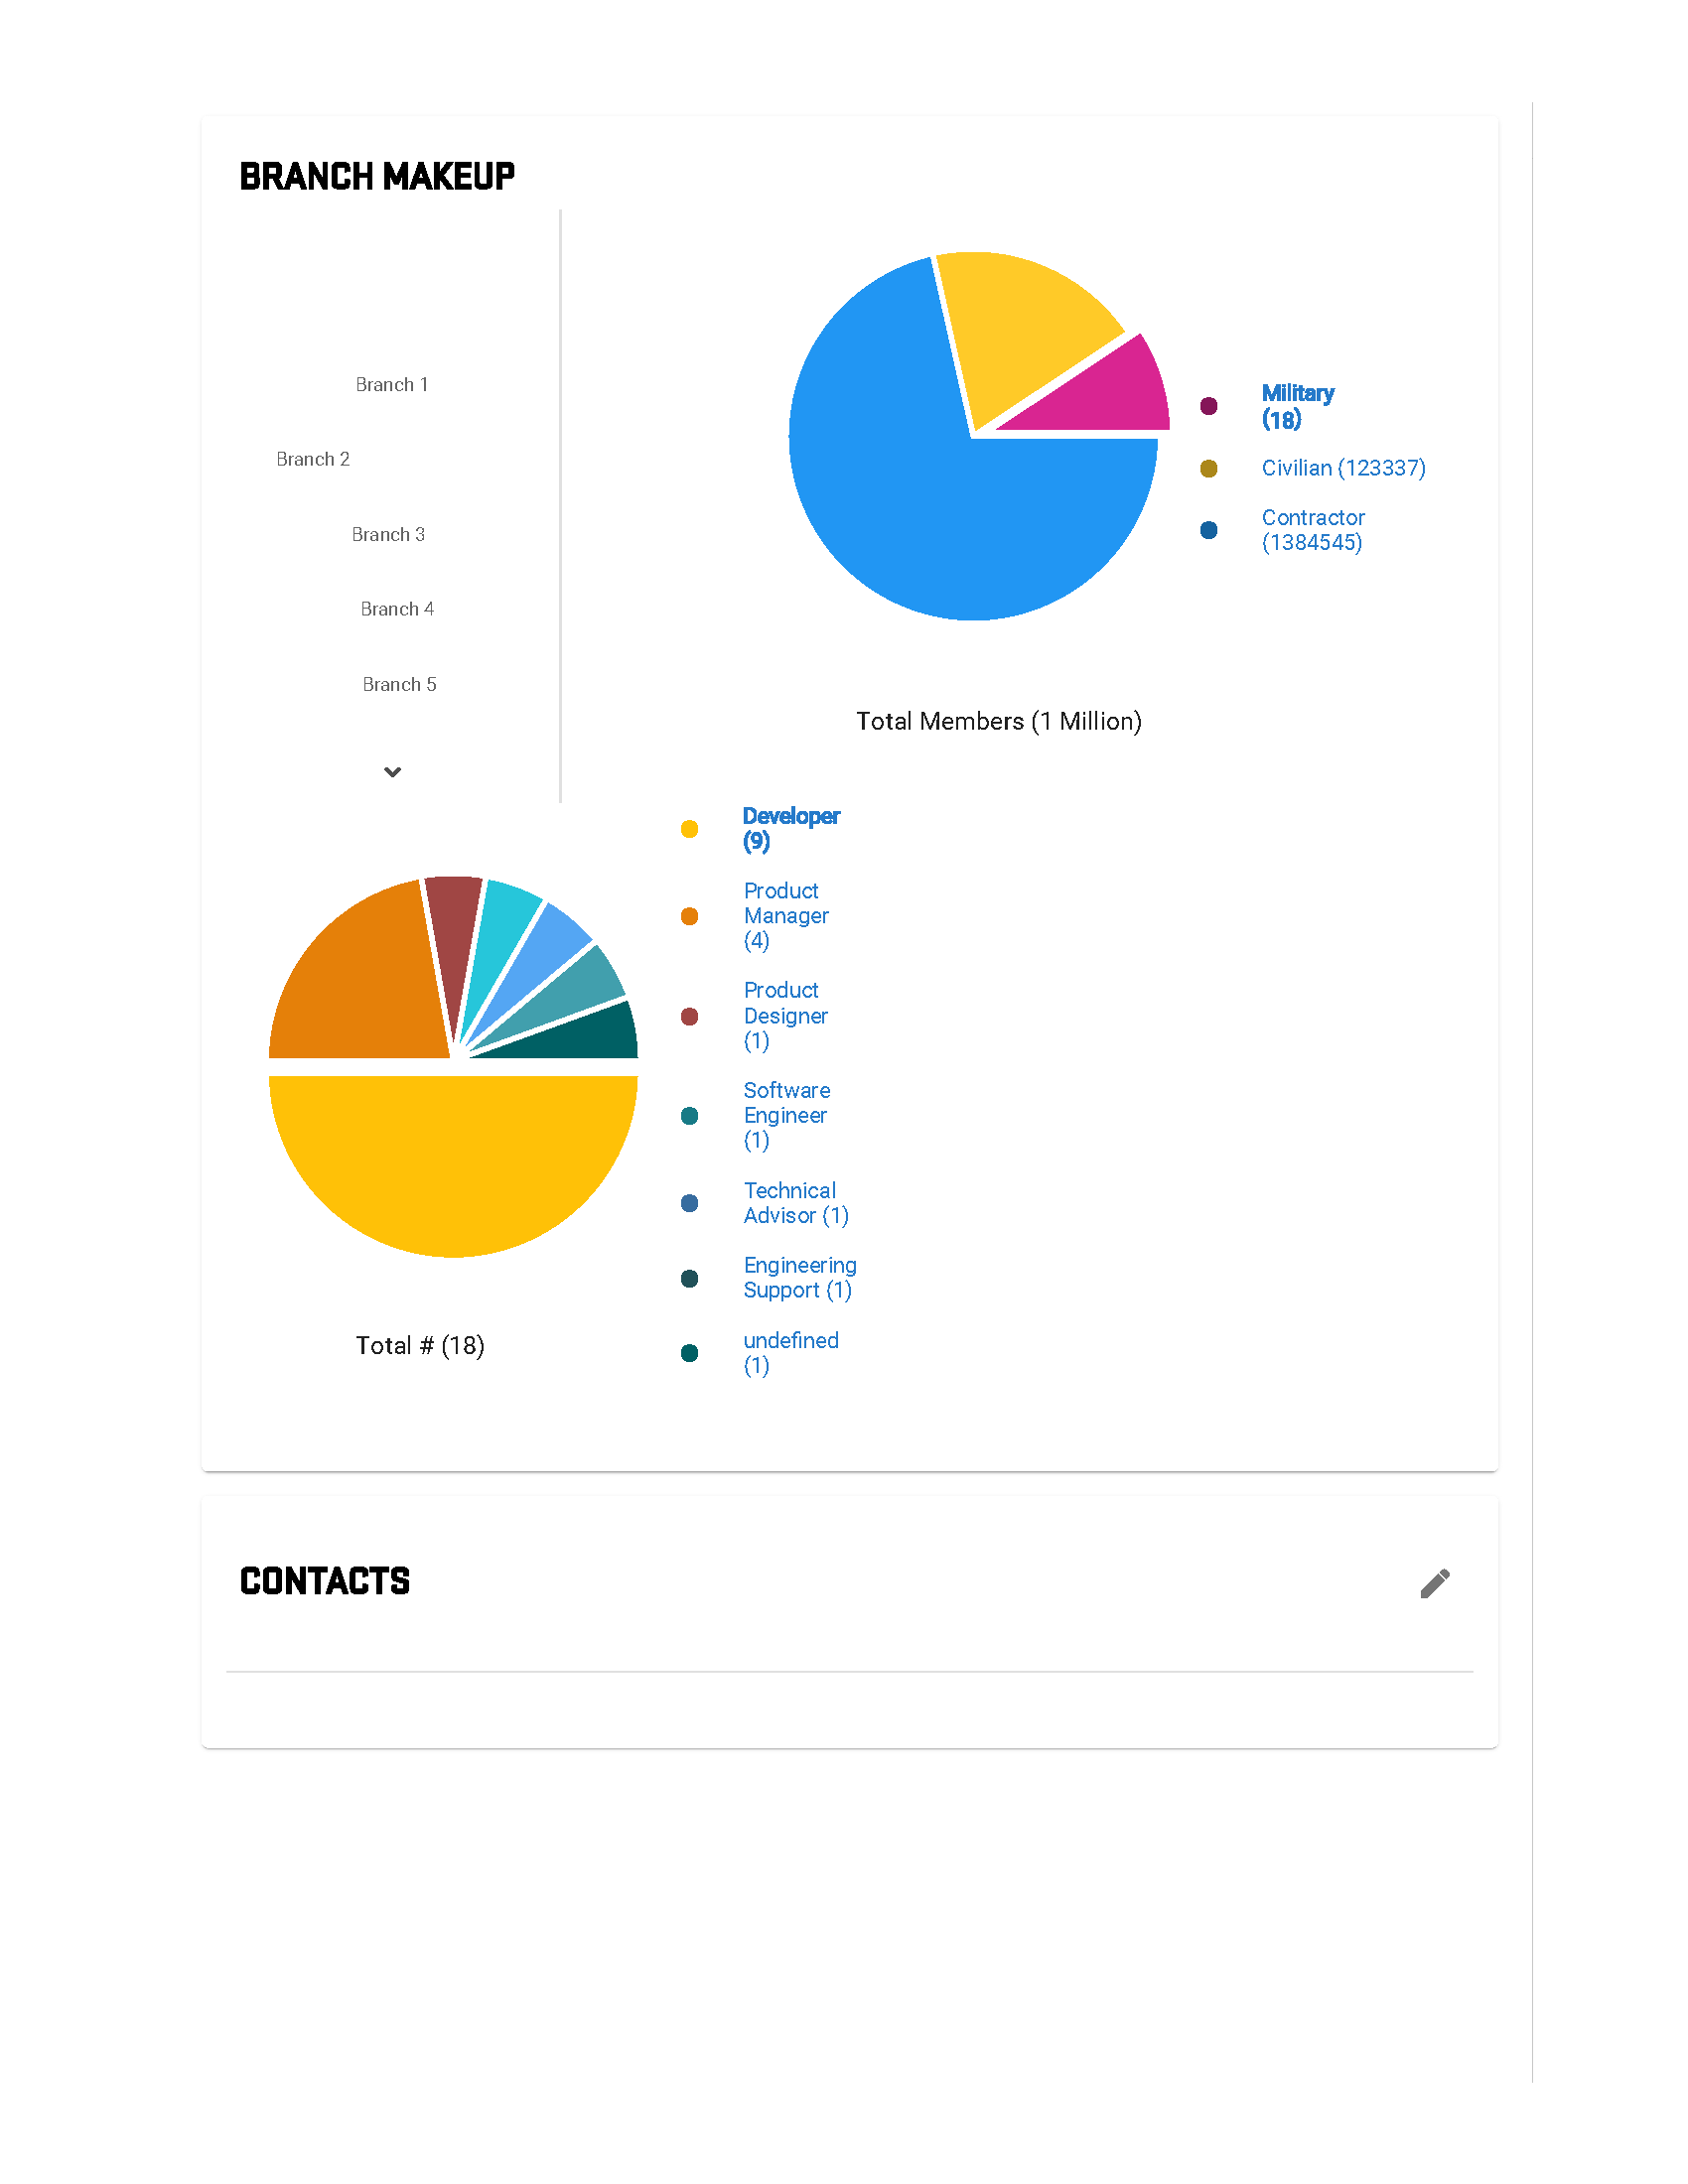 BRANCH MAKEUP
Branch 1
Branch 2
Branch 3
Branch 4
Branch 5
Military
(18)
Civilian (123337)
Contractor
(1384545)
Total Members (1 Million)
Developer
(9)
Product
Manager
(4)
Product
Designer
(1)
Software
Engineer
(1)
Technical
Advisor (1)
Engineering
Support (1)
undefined
(1)
Total # (18)
CONTACTS